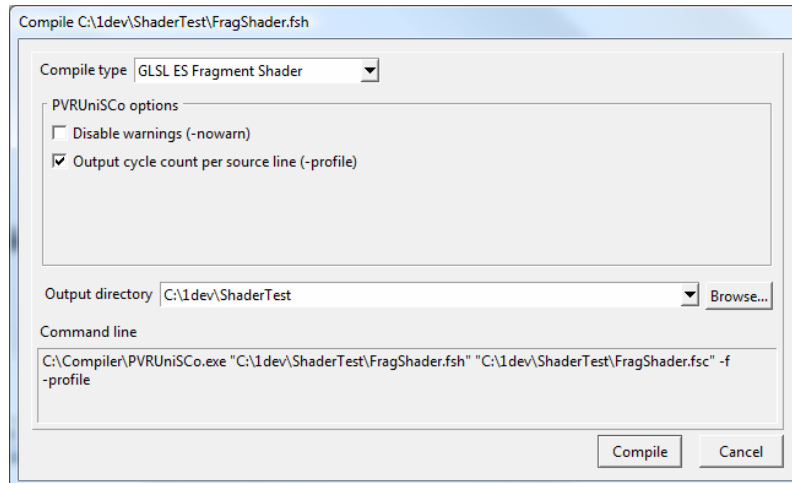 Compile C:\1dev\ShaderTest\FragShader.fsh
Compile type GLSL ES Fragment Shader
PVRUniSCo options
Disable warnings (-nowarn)
Output cycle count per source line (-profile)
Output directory C:\1dev\ShaderTest Browse...
Command line
C:\Compiler\PVRUniSCo.exe "C:\1dev\ShaderTest\FragShader.fsh" "C:\1dev\ShaderTest\FragShader.fsc" -f
-profile
Compile Cancel